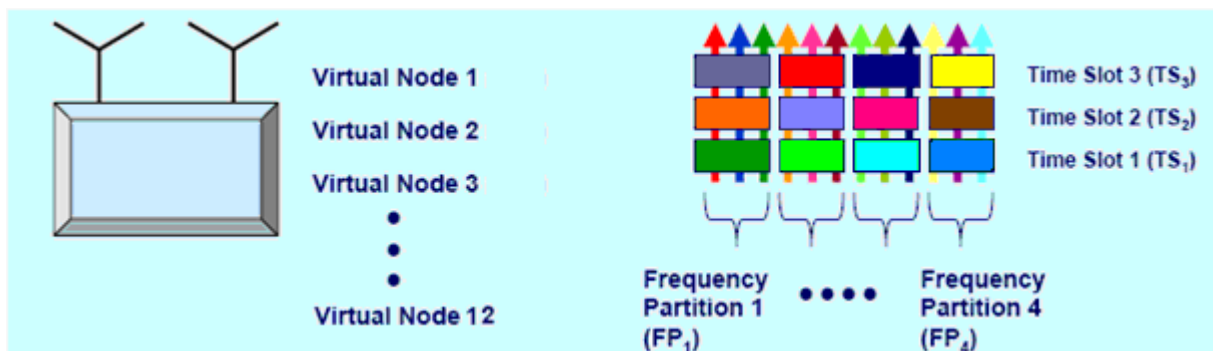 Virtual Node 1
Virtual Node 2
Virtual Node 3
Virtual Node 12
Time Slot 3 (TS₃)
Time Slot 2 (TS₂)
Time Slot 1 (TS₁)
Frequency
Partition 1
(FP₁)
Frequency
Partition 4
(FP₄)